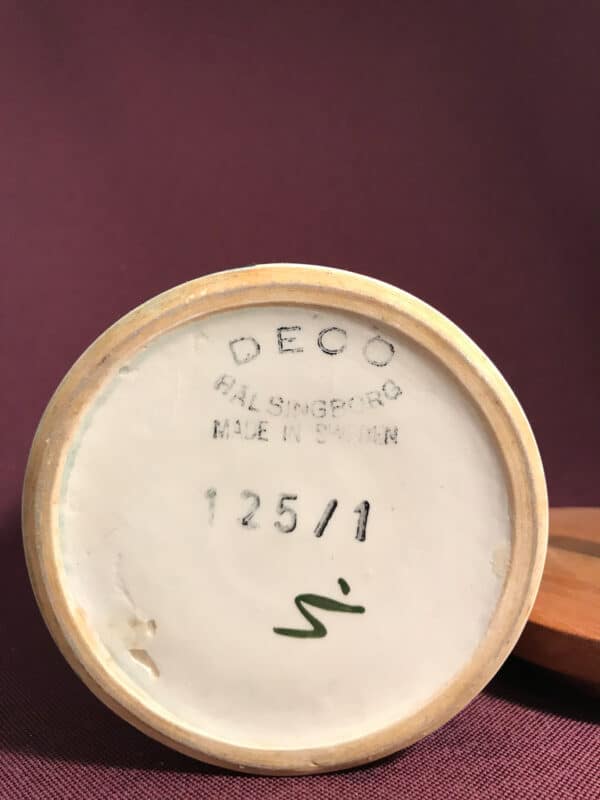 DECO
HÄLSINGBORG
MADE IN SWEDEN
125/1